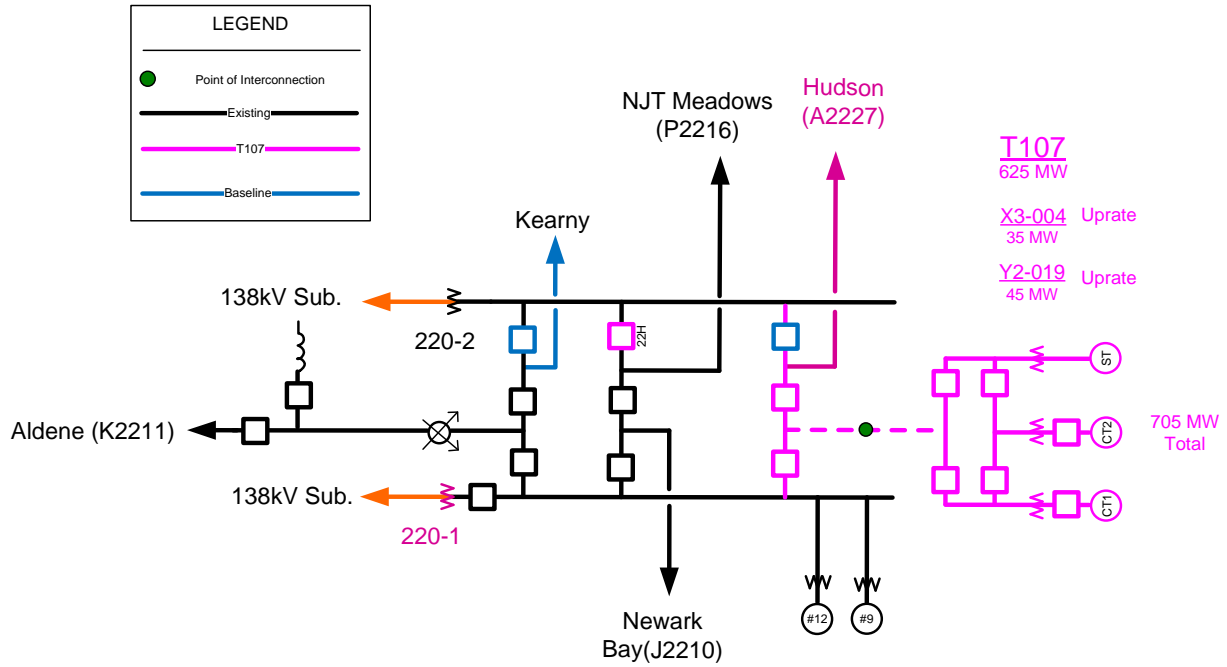 LEGEND
Point of Interconnection
Existing
T107
Baseline
NJT Meadows
(P2216)
Hudson
(A2227)
T107
625 MW
X3-004 Uprate
35 MW
Y2-019 Uprate
45 MW
Kearny
138kV Sub.
220-2
22H
ST
Aldene (K2211)
CT2
705 MW
Total
138kV Sub.
220-1
CT1
#12
#9
Newark
Bay(J2210)